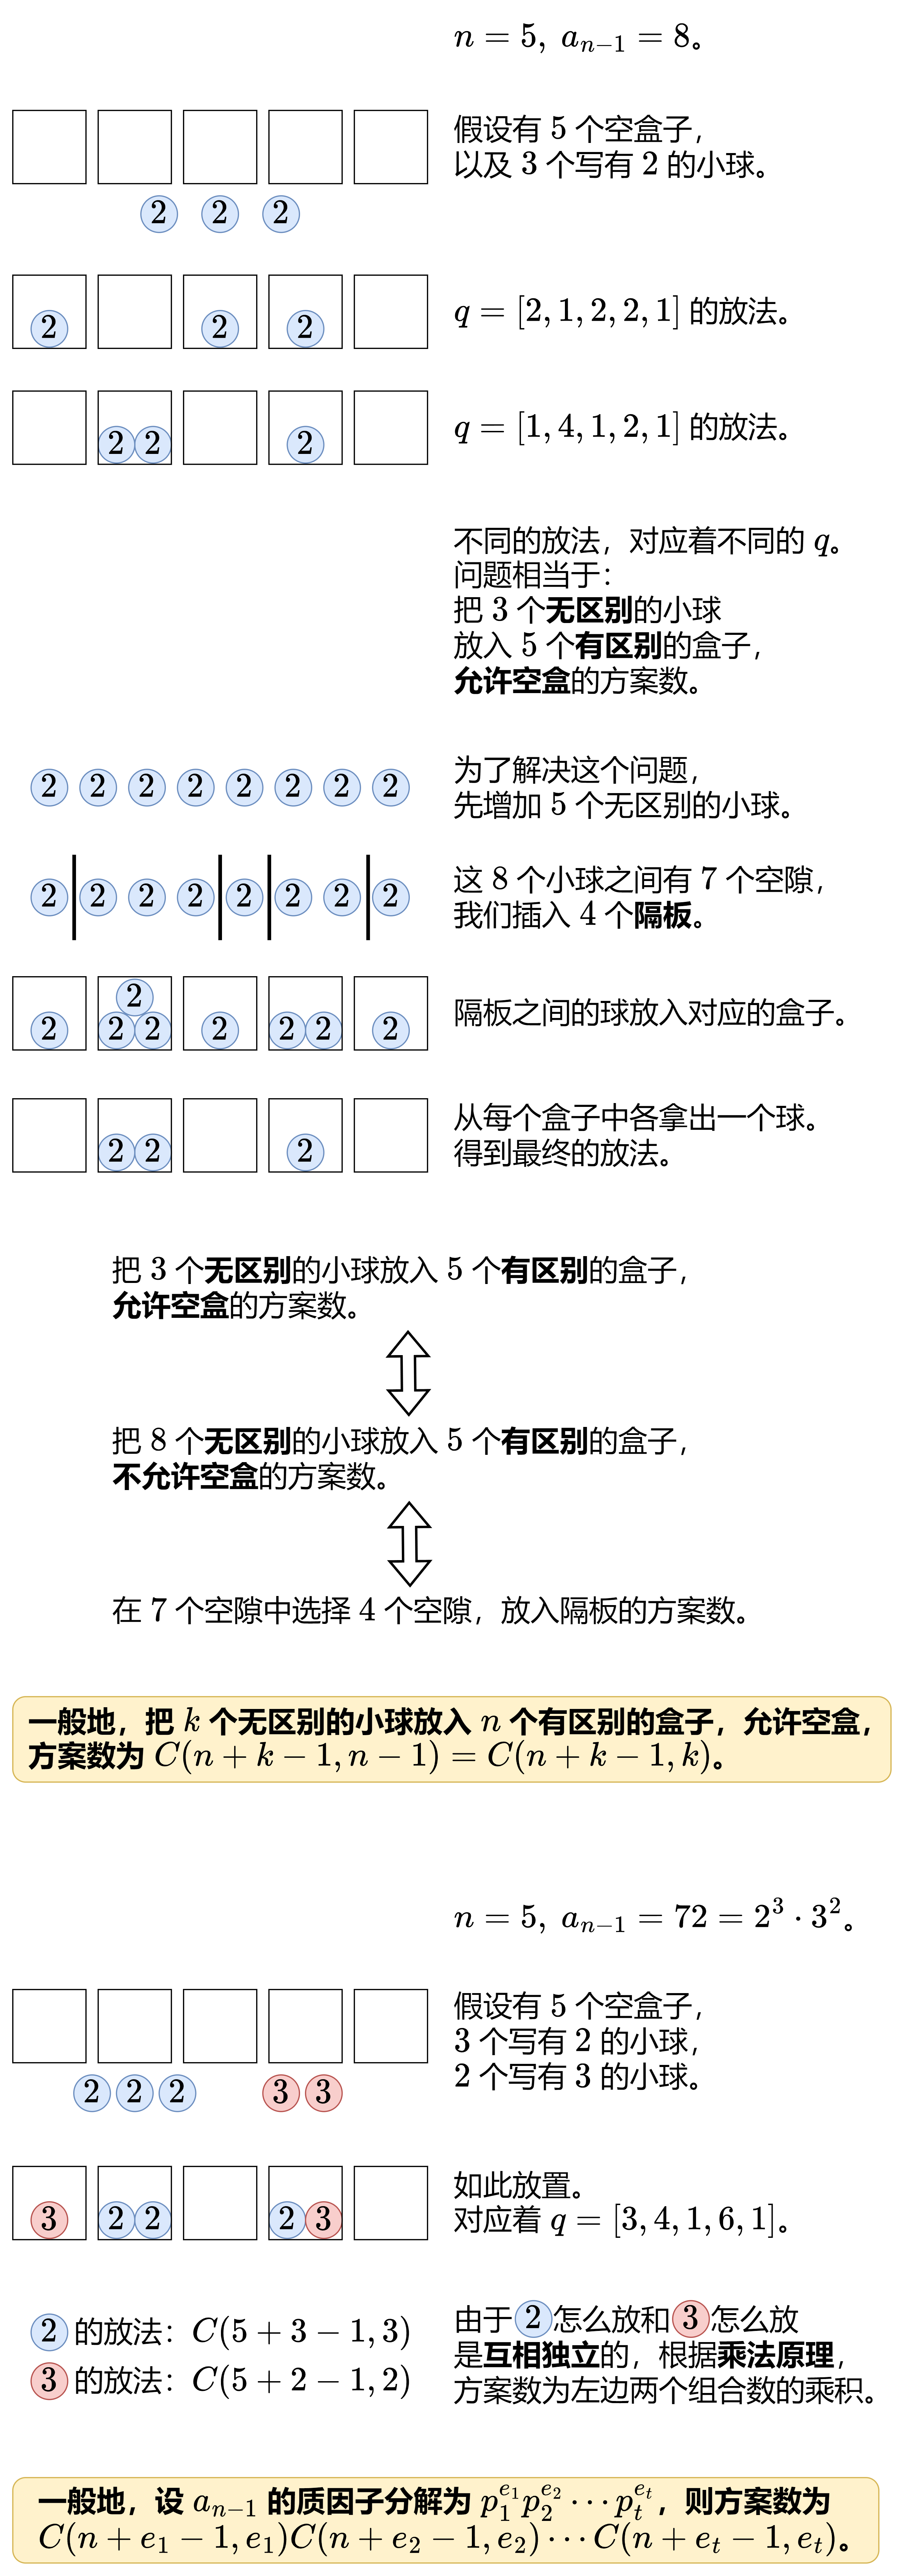 n = 5, a_{n−1} = 8。
假设有 5 个空盒子，
以及 3 个写有 2 的小球。
2 2 2
2 2 2
q = [2, 1, 2, 2, 1] 的放法。
2 2 2
q = [1, 4, 1, 2, 1] 的放法。
不同的放法，对应着不同的 q。
问题相当于：
把 3 个无区别的小球
放入 5 个有区别的盒子，
允许空盒的方案数。
2 2 2 2 2 2 2 2
为了解决这个问题，
先增加 5 个无区别的小球。
2 2 2 2 2 2 2 2
这 8 个小球之间有 7 个空隙，
我们插入 4 个隔板。
2
2 2 2 2 2 2 2
隔板之间的球放入对应的盒子。
2 2 2
从每个盒子中各拿出一个球。
得到最终的放法。
把 3 个无区别的小球放入 5 个有区别的盒子，
允许空盒的方案数。
把 8 个无区别的小球放入 5 个有区别的盒子，
不允许空盒的方案数。
在 7 个空隙中选择 4 个空隙，放入隔板的方案数。
一般地，把 k 个无区别的小球放入 n 个有区别的盒子，允许空盒，
方案数为 C(n + k − 1, n − 1) = C(n + k − 1, k)。
n = 5, a_{n−1} = 72 = 2^3 · 3^2。
假设有 5 个空盒子，
3 个写有 2 的小球，
2 个写有 3 的小球。
2 2 2 3 3
3 2 2 2 3
如此放置。
对应着 q = [3, 4, 1, 6, 1]。
2 的放法：C(5 + 3 − 1, 3)
3 的放法：C(5 + 2 − 1, 2)
由于 2 怎么放和 3 怎么放
是互相独立的，根据乘法原理，
方案数为左边两个组合数的乘积。
一般地，设 a_{n−1} 的质因子分解为 p_1^{e_1} p_2^{e_2} ⋯ p_t^{e_t}，则方案数为
C(n + e_1 − 1, e_1)C(n + e_2 − 1, e_2) ⋯ C(n + e_t − 1, e_t)。